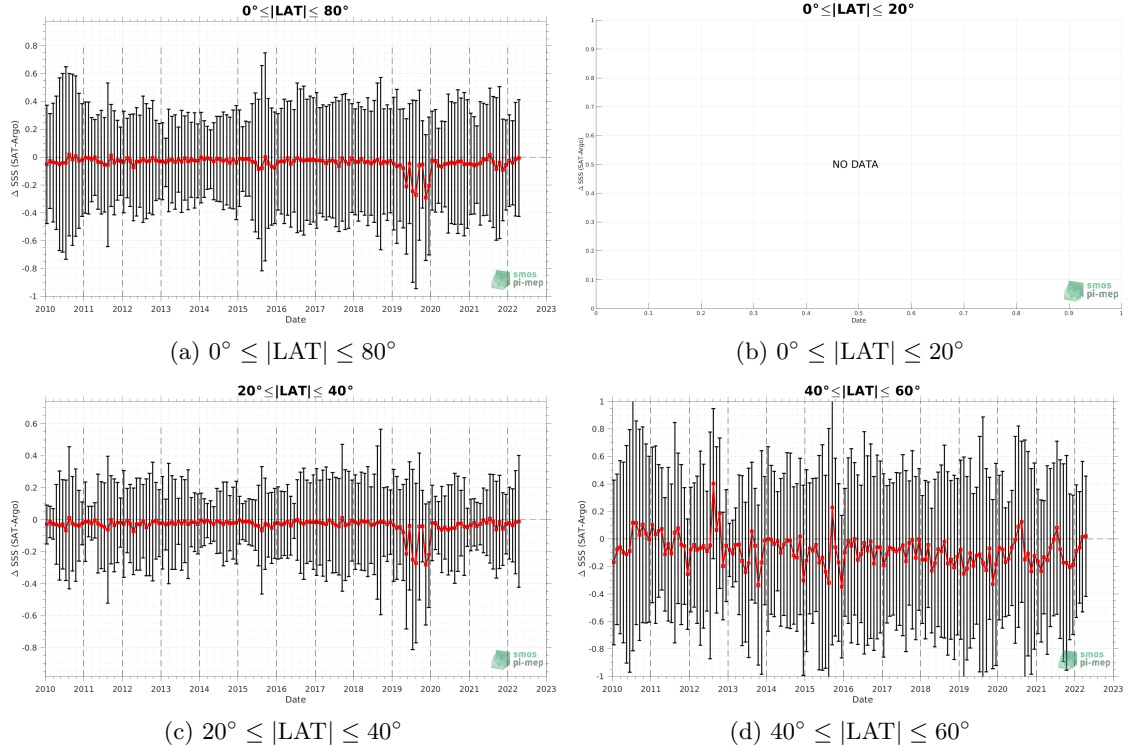 0°≤|LAT|≤ 80°
Δ SSS (SAT-Argo)
0.8
0.6
0.4
0.2
0
-0.2
-0.4
-0.6
-0.8
-1
2010 2011 2012 2013 2014 2015 2016 2017 2018 2019 2020 2021 2022 2023
Date
smos
pi-mep
(a) 0° ≤ |LAT| ≤ 80°
0°≤|LAT|≤ 20°
Δ SSS (SAT-Argo)
1
0.9
0.8
0.7
0.6
0.5
0.4
0.3
0.2
0.1
0
NO DATA
0 0.1 0.2 0.3 0.4 0.5 0.6 0.7 0.8 0.9 1
Date
smos
pi-mep
(b) 0° ≤ |LAT| ≤ 20°
20°≤|LAT|≤ 40°
Δ SSS (SAT-Argo)
0.6
0.4
0.2
0
-0.2
-0.4
-0.6
-0.8
2010 2011 2012 2013 2014 2015 2016 2017 2018 2019 2020 2021 2022 2023
Date
smos
pi-mep
(c) 20° ≤ |LAT| ≤ 40°
40°≤|LAT|≤ 60°
Δ SSS (SAT-Argo)
1
0.8
0.6
0.4
0.2
0
-0.2
-0.4
-0.6
-0.8
-1
2010 2011 2012 2013 2014 2015 2016 2017 2018 2019 2020 2021 2022 2023
Date
smos
pi-mep
(d) 40° ≤ |LAT| ≤ 60°